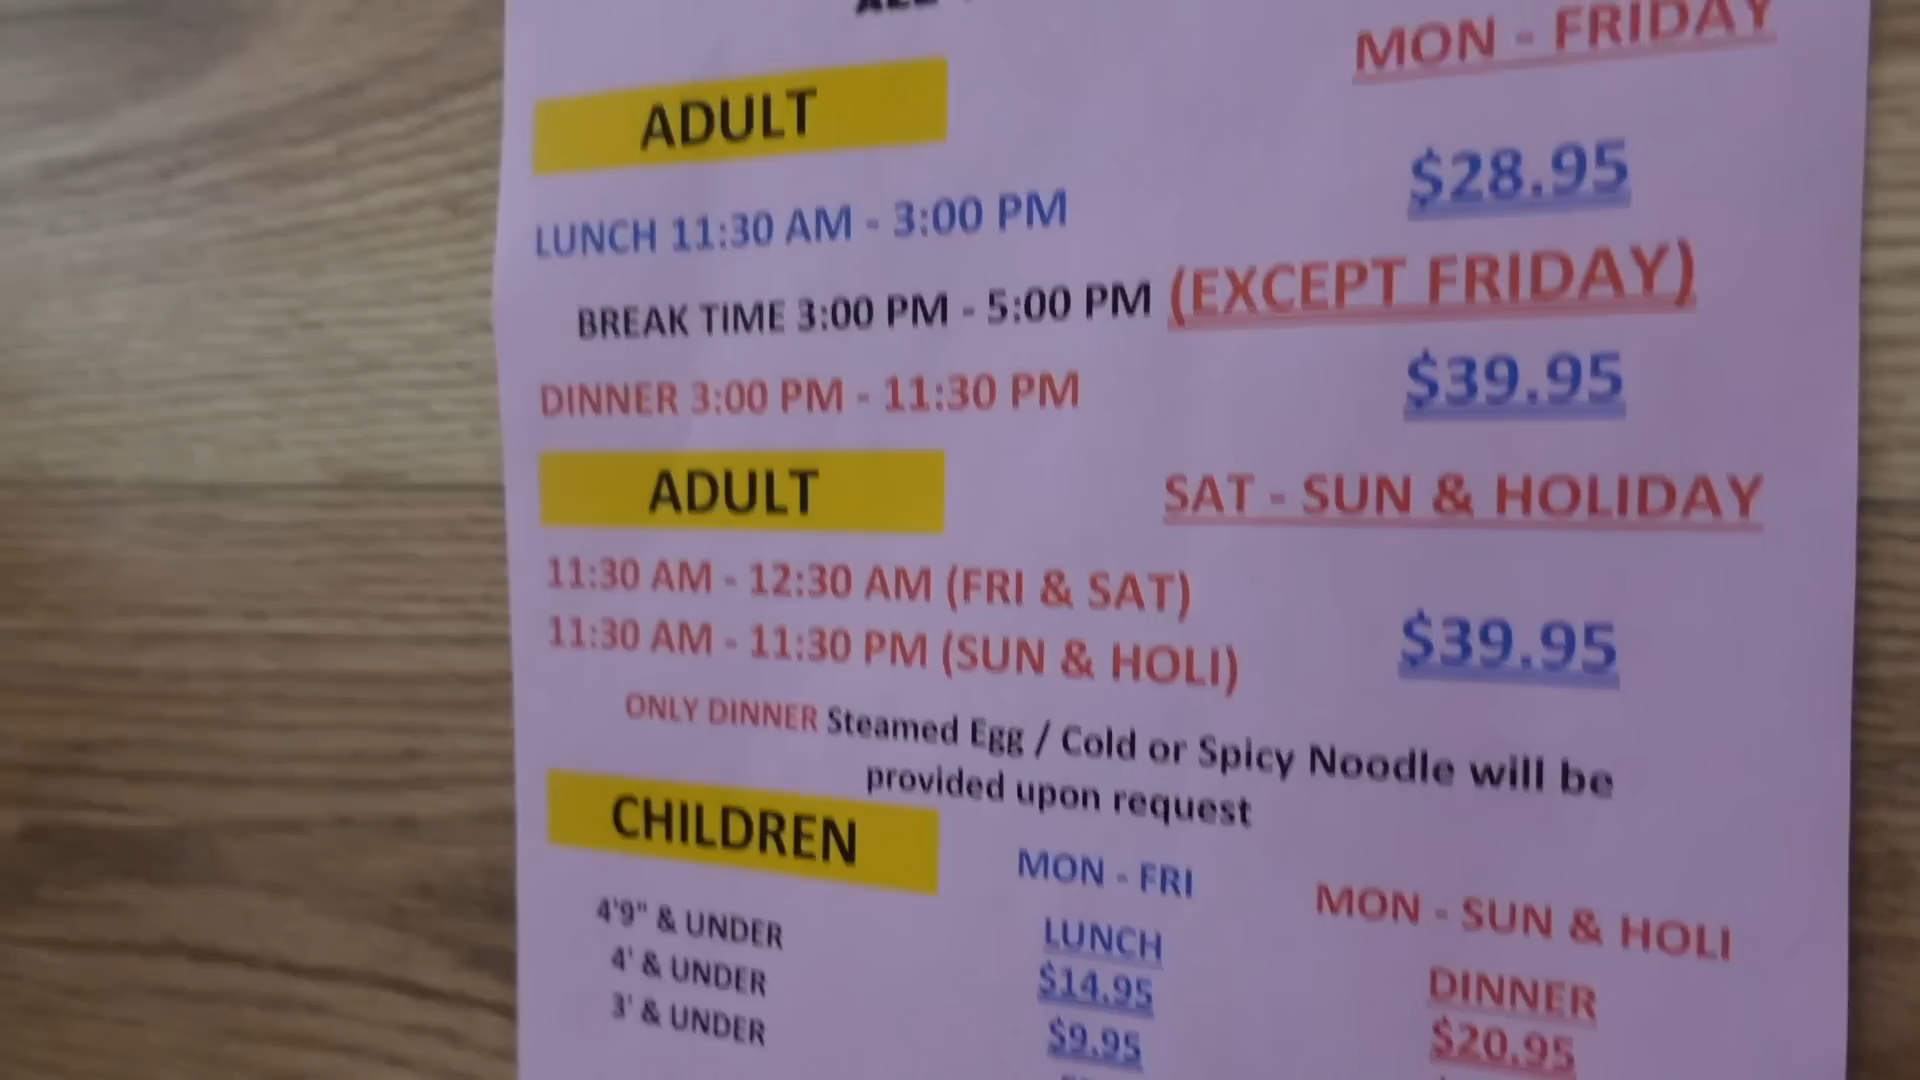 MON - FRIDAY
ADULT
$28.95
LUNCH 11:30 AM - 3:00 PM
BREAK TIME 3:00 PM - 5:00 PM (EXCEPT FRIDAY)
DINNER 3:00 PM - 11:30 PM $39.95
ADULT SAT - SUN & HOLIDAY
11:30 AM - 12:30 AM (FRI & SAT)
11:30 AM - 11:30 PM (SUN & HOLI) $39.95
ONLY DINNER Steamed Egg / Cold or Spicy Noodle will be
provided upon request
CHILDREN MON - FRI MON - SUN & HOLI
LUNCH DINNER
4'9" & UNDER $14.95 $20.95
4' & UNDER $9.95
3' & UNDER